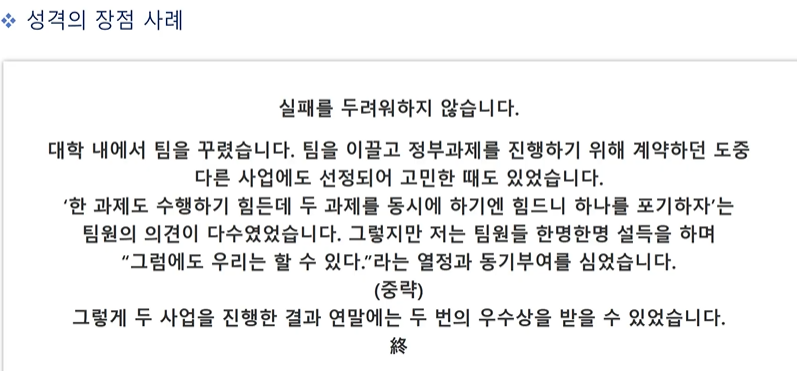 ❖ 성격의 장점 사례
실패를 두려워하지 않습니다.
대학 내에서 팀을 꾸렸습니다. 팀을 이끌고 정부과제를 진행하기 위해 계약하던 도중
다른 사업에도 선정되어 고민한 때도 있었습니다.
‘한 과제도 수행하기 힘든데 두 과제를 동시에 하기엔 힘드니 하나를 포기하자’는
팀원의 의견이 다수였었습니다. 그렇지만 저는 팀원들 한명한명 설득을 하며
“그럼에도 우리는 할 수 있다.”라는 열정과 동기부여를 심었습니다.
(중략)
그렇게 두 사업을 진행한 결과 연말에는 두 번의 우수상을 받을 수 있었습니다.
終